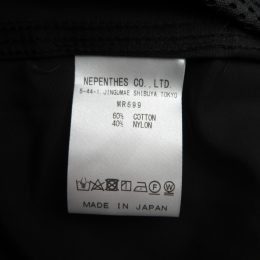 NEPENTHES CO., LTD
5-44-1 JINGUMAE SHIBUYA TOKYO
MR699
60% COTTON
40% NYLON
MADE IN JAPAN